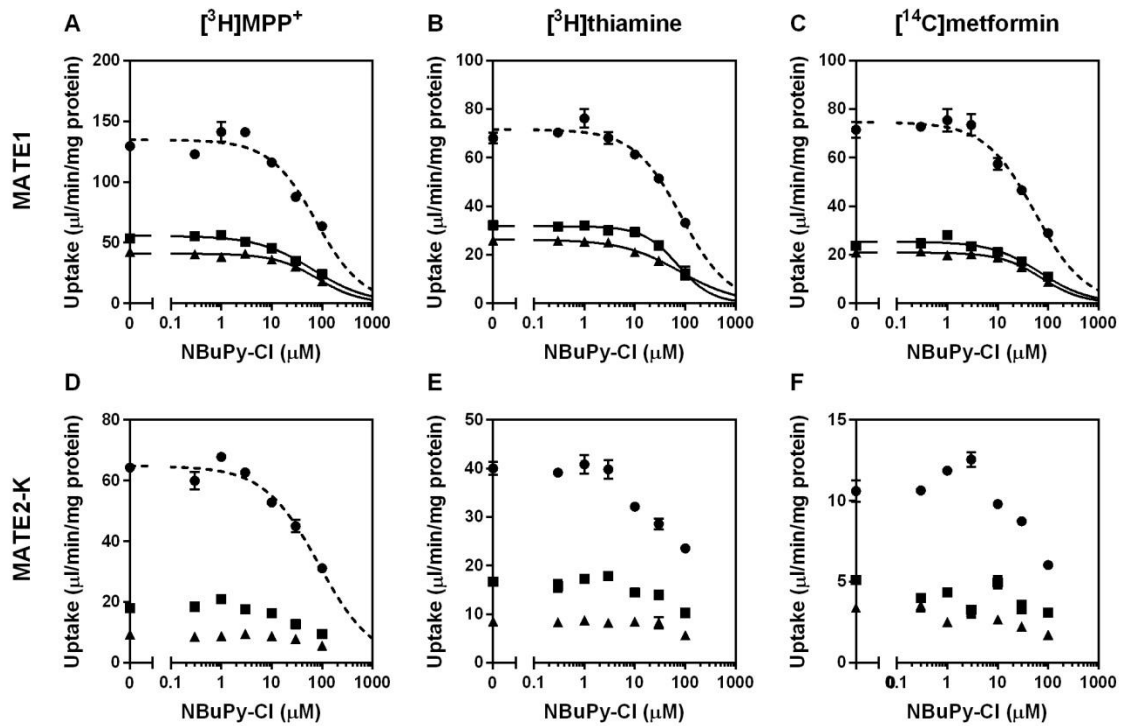 [³H]MPP⁺ [³H]thiamine [¹⁴C]metformin
MATE1
A
Uptake (μl/min/mg protein)
200
150
100
50
0
0 0.1 1 10 100 1000
NBuPy-Cl (μM)
B
Uptake (μl/min/mg protein)
100
80
60
40
20
0
0 0.1 1 10 100 1000
NBuPy-Cl (μM)
C
Uptake (μl/min/mg protein)
100
80
60
40
20
0
0 0.1 1 10 100 1000
NBuPy-Cl (μM)
MATE2-K
D
Uptake (μl/min/mg protein)
80
60
40
20
0
0 0.1 1 10 100 1000
NBuPy-Cl (μM)
E
Uptake (μl/min/mg protein)
50
40
30
20
10
0
0 0.1 1 10 100 1000
NBuPy-Cl (μM)
F
Uptake (μl/min/mg protein)
15
10
5
0
0 0.1 1 10 100 1000
NBuPy-Cl (μM)